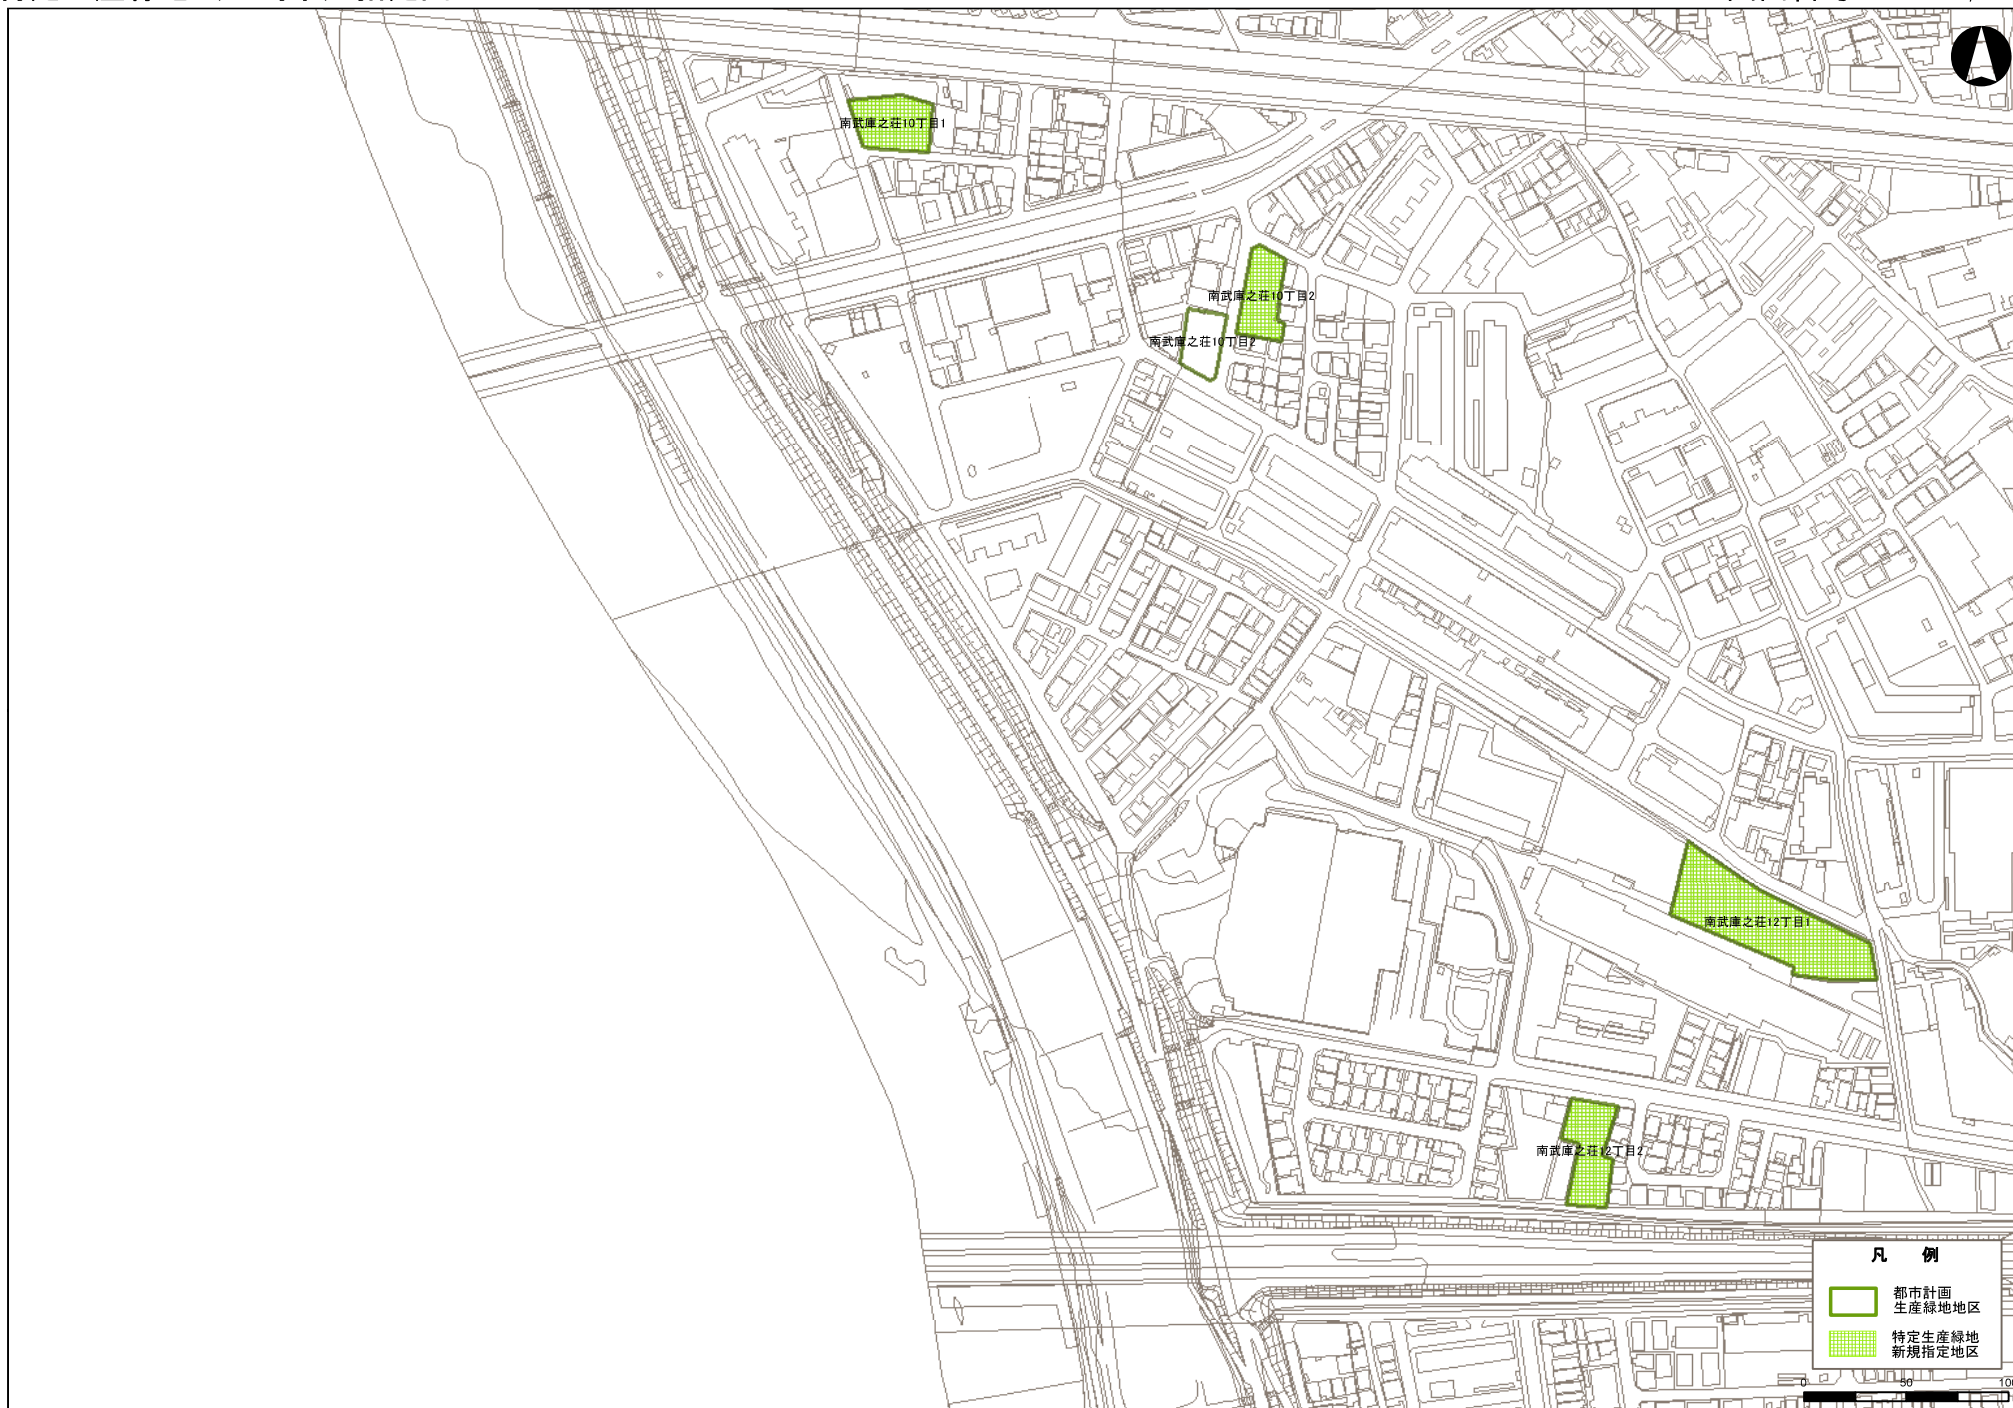 南武庫之荘10丁目1
南武庫之荘10丁目2
南武庫之荘10丁目2
南武庫之荘12丁目1
南武庫之荘12丁目2
凡 例
都市計画
生産緑地地区
特定生産緑地
新規指定地区
0 50